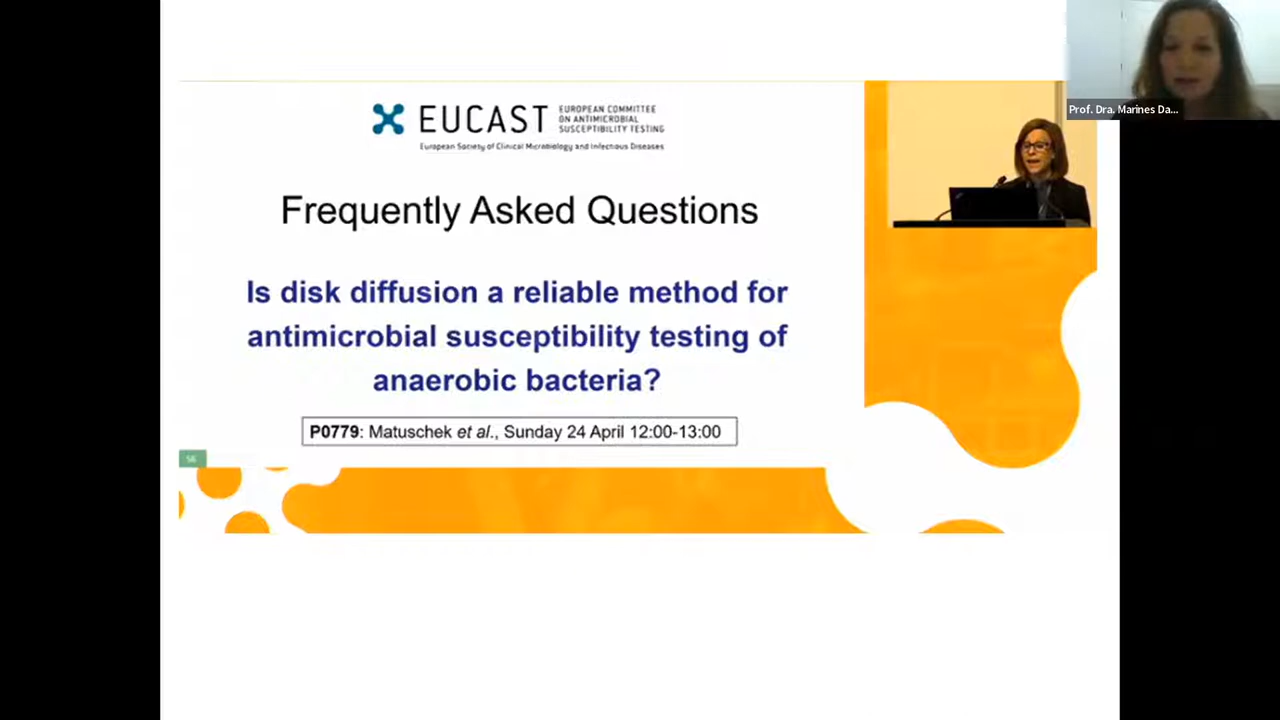 Prof. Dra. Marines Da...
EUCAST
EUROPEAN COMMITTEE
ON ANTIMICROBIAL
SUSCEPTIBILITY TESTING
European Society of Clinical Microbiology and Infectious Diseases
Frequently Asked Questions
Is disk diffusion a reliable method for
antimicrobial susceptibility testing of
anaerobic bacteria?
P0779: Matuschek et al., Sunday 24 April 12:00-13:00
56